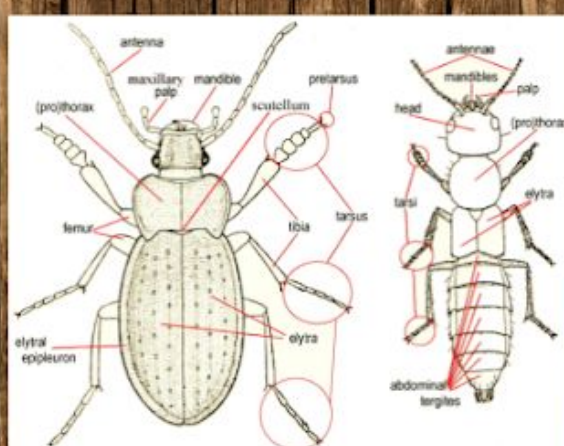 antenna
maxillary
palp
mandible
pretarsus
(pro)thorax
scutellum
femur
tibia
tarsus
elytral
epipleuron
elytra
antennae
mandibles
palp
head
(pro)thorax
tarsi
elytra
abdominal
tergites